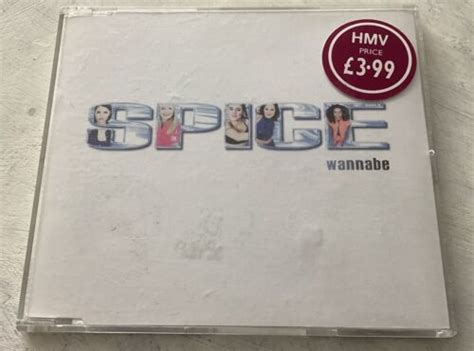 HMV
PRICE
£3.99
SPICE
wannabe